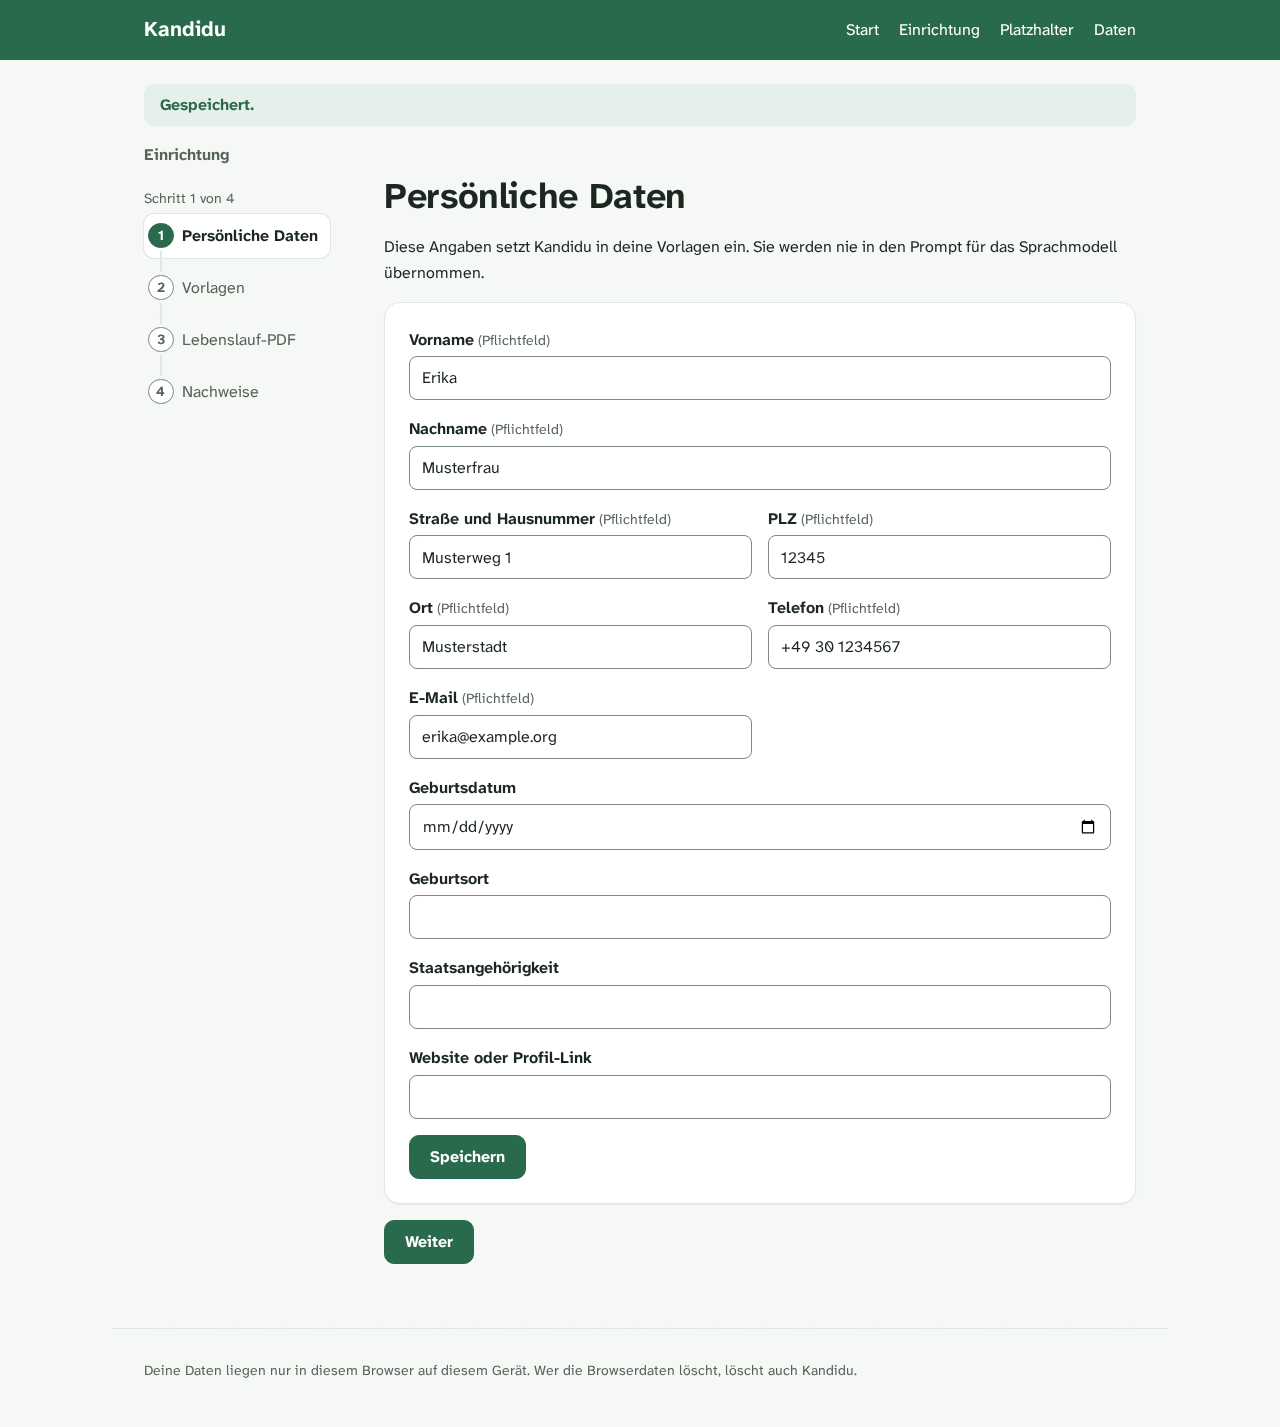 Kandidu
Start Einrichtung Platzhalter Daten
Gespeichert.
Einrichtung
Schritt 1 von 4
1 Persönliche Daten
2 Vorlagen
3 Lebenslauf-PDF
4 Nachweise
Persönliche Daten
Diese Angaben setzt Kandidu in deine Vorlagen ein. Sie werden nie in den Prompt für das Sprachmodell
übernommen.
Vorname (Pflichtfeld)
Erika
Nachname (Pflichtfeld)
Musterfrau
Straße und Hausnummer (Pflichtfeld) PLZ (Pflichtfeld)
Musterweg 1 12345
Ort (Pflichtfeld) Telefon (Pflichtfeld)
Musterstadt +49 30 1234567
E-Mail (Pflichtfeld)
erika@example.org
Geburtsdatum
mm/dd/yyyy
Geburtsort
Staatsangehörigkeit
Website oder Profil-Link
Speichern
Weiter
Deine Daten liegen nur in diesem Browser auf diesem Gerät. Wer die Browserdaten löscht, löscht auch Kandidu.